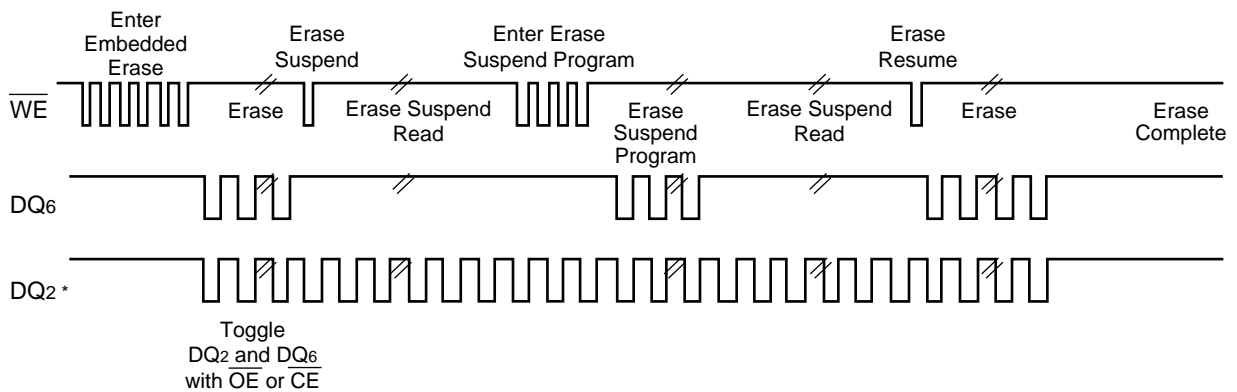 Enter
Embedded
Erase
Erase
Suspend
Enter Erase
Suspend Program
Erase
Resume
WE
Erase
Erase Suspend
Read
Erase
Suspend
Program
Erase Suspend
Read
Erase
Erase
Complete
DQ6
DQ2 *
Toggle
DQ2 and DQ6
with OE or CE